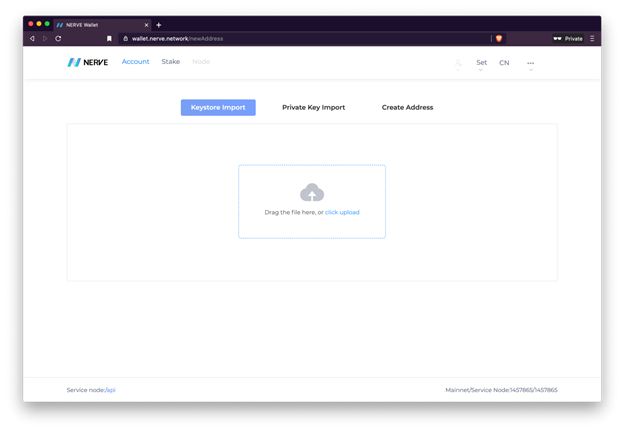 NERVE Wallet
wallet.nerve.network/newAddress
Private
NERVE
Account
Stake
Node
Set
CN
Keystore Import
Private Key Import
Create Address
Drag the file here, or click upload
Service node:/api
Mainnet/Service Node:1457865/1457865